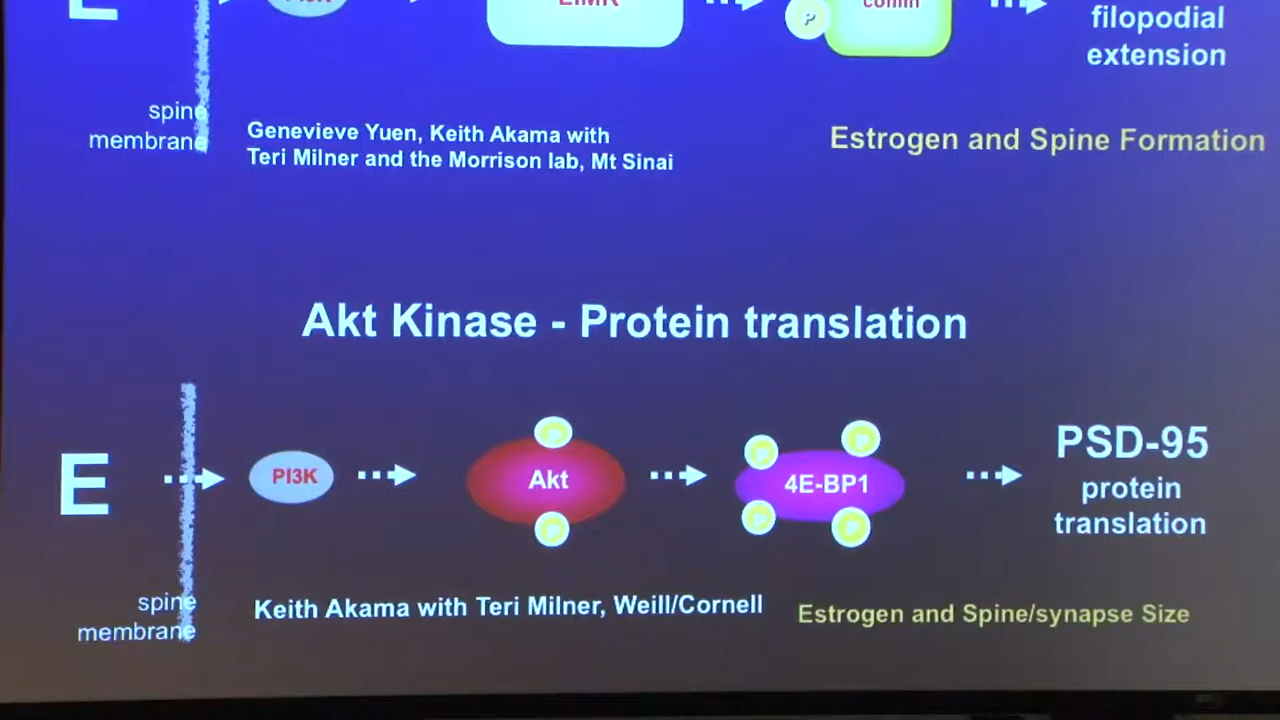 E
LIMK
cofilin
P
filopodial
extension
spine
membrane
Genevieve Yuen, Keith Akama with
Teri Milner and the Morrison lab, Mt Sinai
Estrogen and Spine Formation
Akt Kinase - Protein translation
E
PI3K
P
Akt
P
P
P
4E-BP1
P
P
PSD-95
protein
translation
spine
membrane
Keith Akama with Teri Milner, Weill/Cornell
Estrogen and Spine/synapse Size